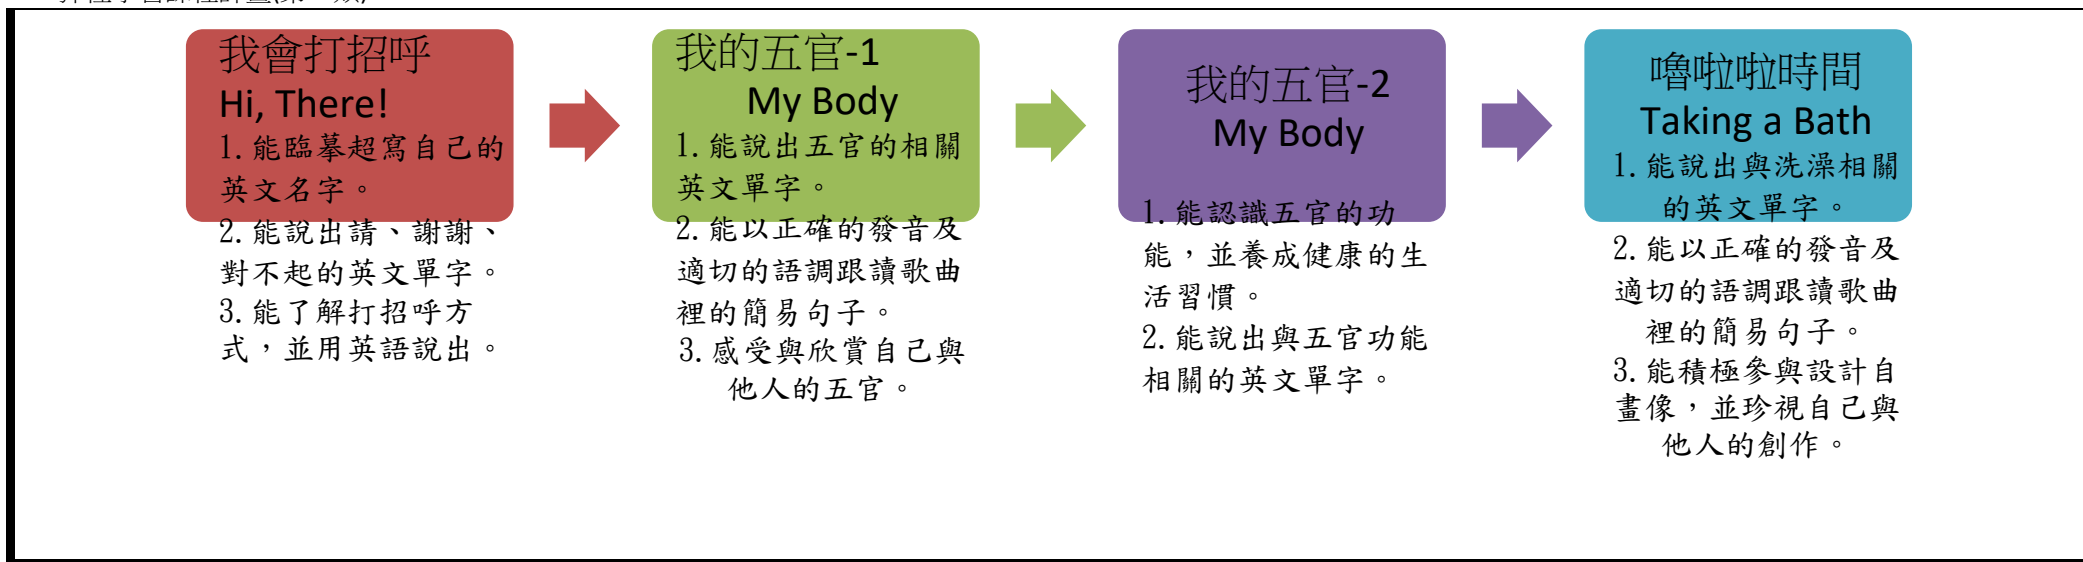 我會打招呼
Hi, There!
1.能臨摹超寫自己的
英文名字。
2.能說出請、謝謝、
對不起的英文單字。
3.能了解打招呼方
式，並用英語說出。
我的五官-1
My Body
1.能說出五官的相關
英文單字。
2.能以正確的發音及
適切的語調跟讀歌曲
裡的簡易句子。
3.感受與欣賞自己與
他人的五官。
我的五官-2
My Body
1.能認識五官的功
能，並養成健康的生
活習慣。
2.能說出與五官功能
相關的英文單字。
嚕啦啦時間
Taking a Bath
1.能說出與洗澡相關
的英文單字。
2.能以正確的發音及
適切的語調跟讀歌曲
裡的簡易句子。
3.能積極參與設計自
畫像，並珍視自己與
他人的創作。